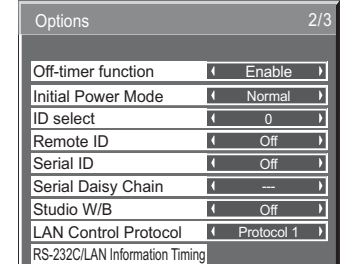 Options 2/3
Off-timer function Enable
Initial Power Mode Normal
ID select 0
Remote ID Off
Serial ID Off
Serial Daisy Chain ---
Studio W/B Off
LAN Control Protocol Protocol 1
RS-232C/LAN Information Timing